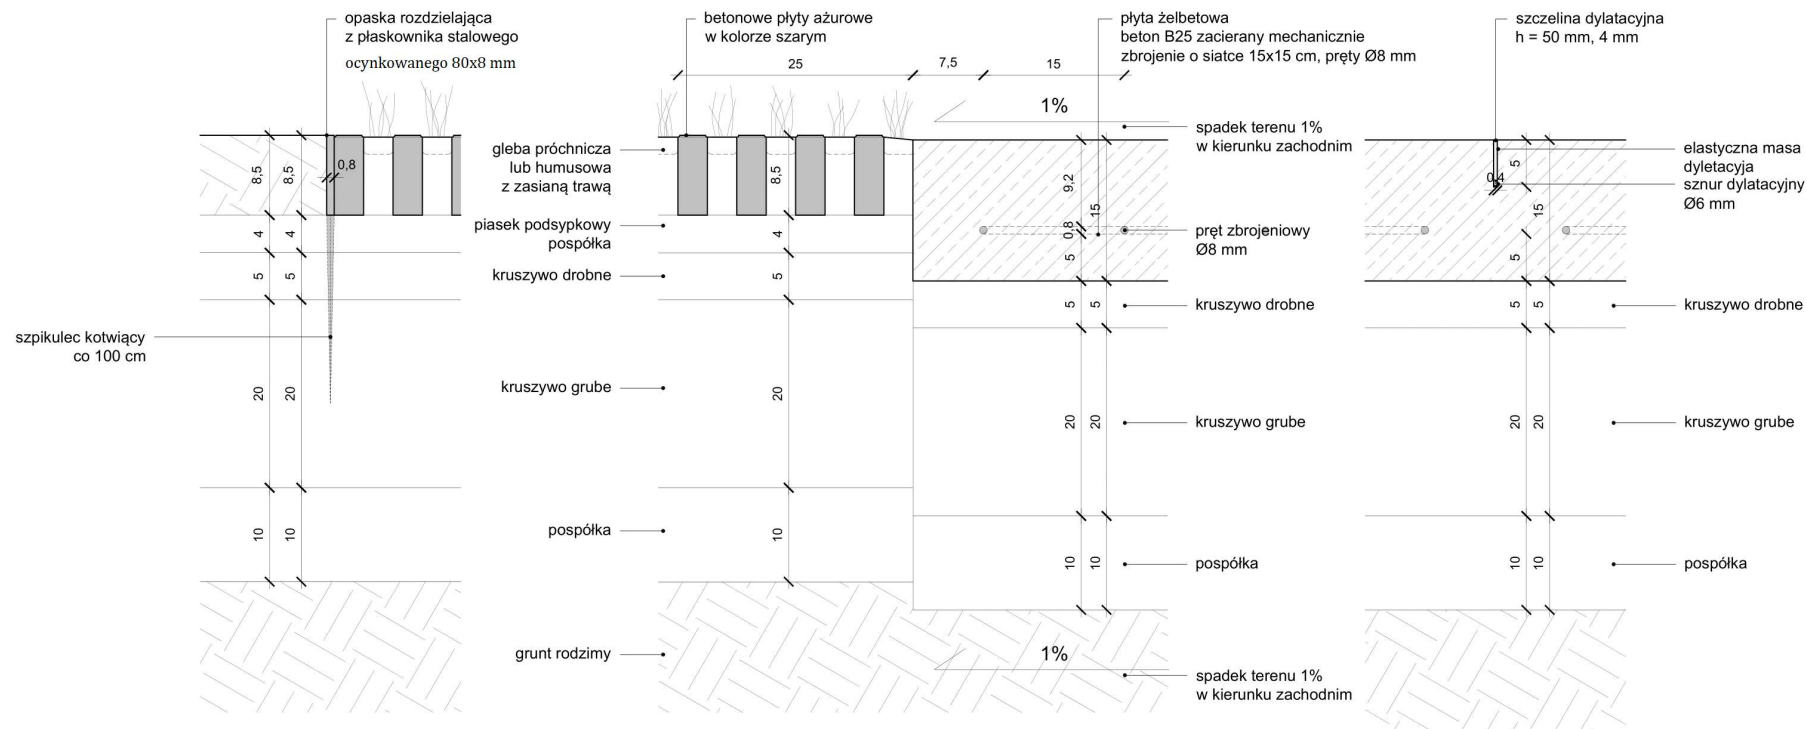 opaska rozdzielająca
z płaskownika stalowego
ocynkowanego 80x8 mm
betonowe płyty ażurowe
w kolorze szarym
płyta żelbetowa
beton B25 zacierany mechanicznie
zbrojenie o siatce 15x15 cm, pręty Ø8 mm
szczelina dylatacyjna
h = 50 mm, 4 mm
25
7,5
15
1%
spadek terenu 1%
w kierunku zachodnim
gleba próchnicza
lub humusowa
z zasianą trawą
elastyczna masa
dyletacyja
sznur dylatacyjny
Ø6 mm
8,5
8,5
0,8
8,5
9,2
15
0,8
5
5
0,4
15
5
piasek podsypkowy
pospółka
pręt zbrojeniowy
Ø8 mm
4
4
4
kruszywo drobne
5
5
5
5
5
kruszywo drobne
5
5
kruszywo drobne
szpikulec kotwiący
co 100 cm
20
20
kruszywo grube
20
20
20
kruszywo grube
20
20
kruszywo grube
10
10
pospółka
10
10
10
pospółka
10
10
pospółka
grunt rodzimy
1%
spadek terenu 1%
w kierunku zachodnim